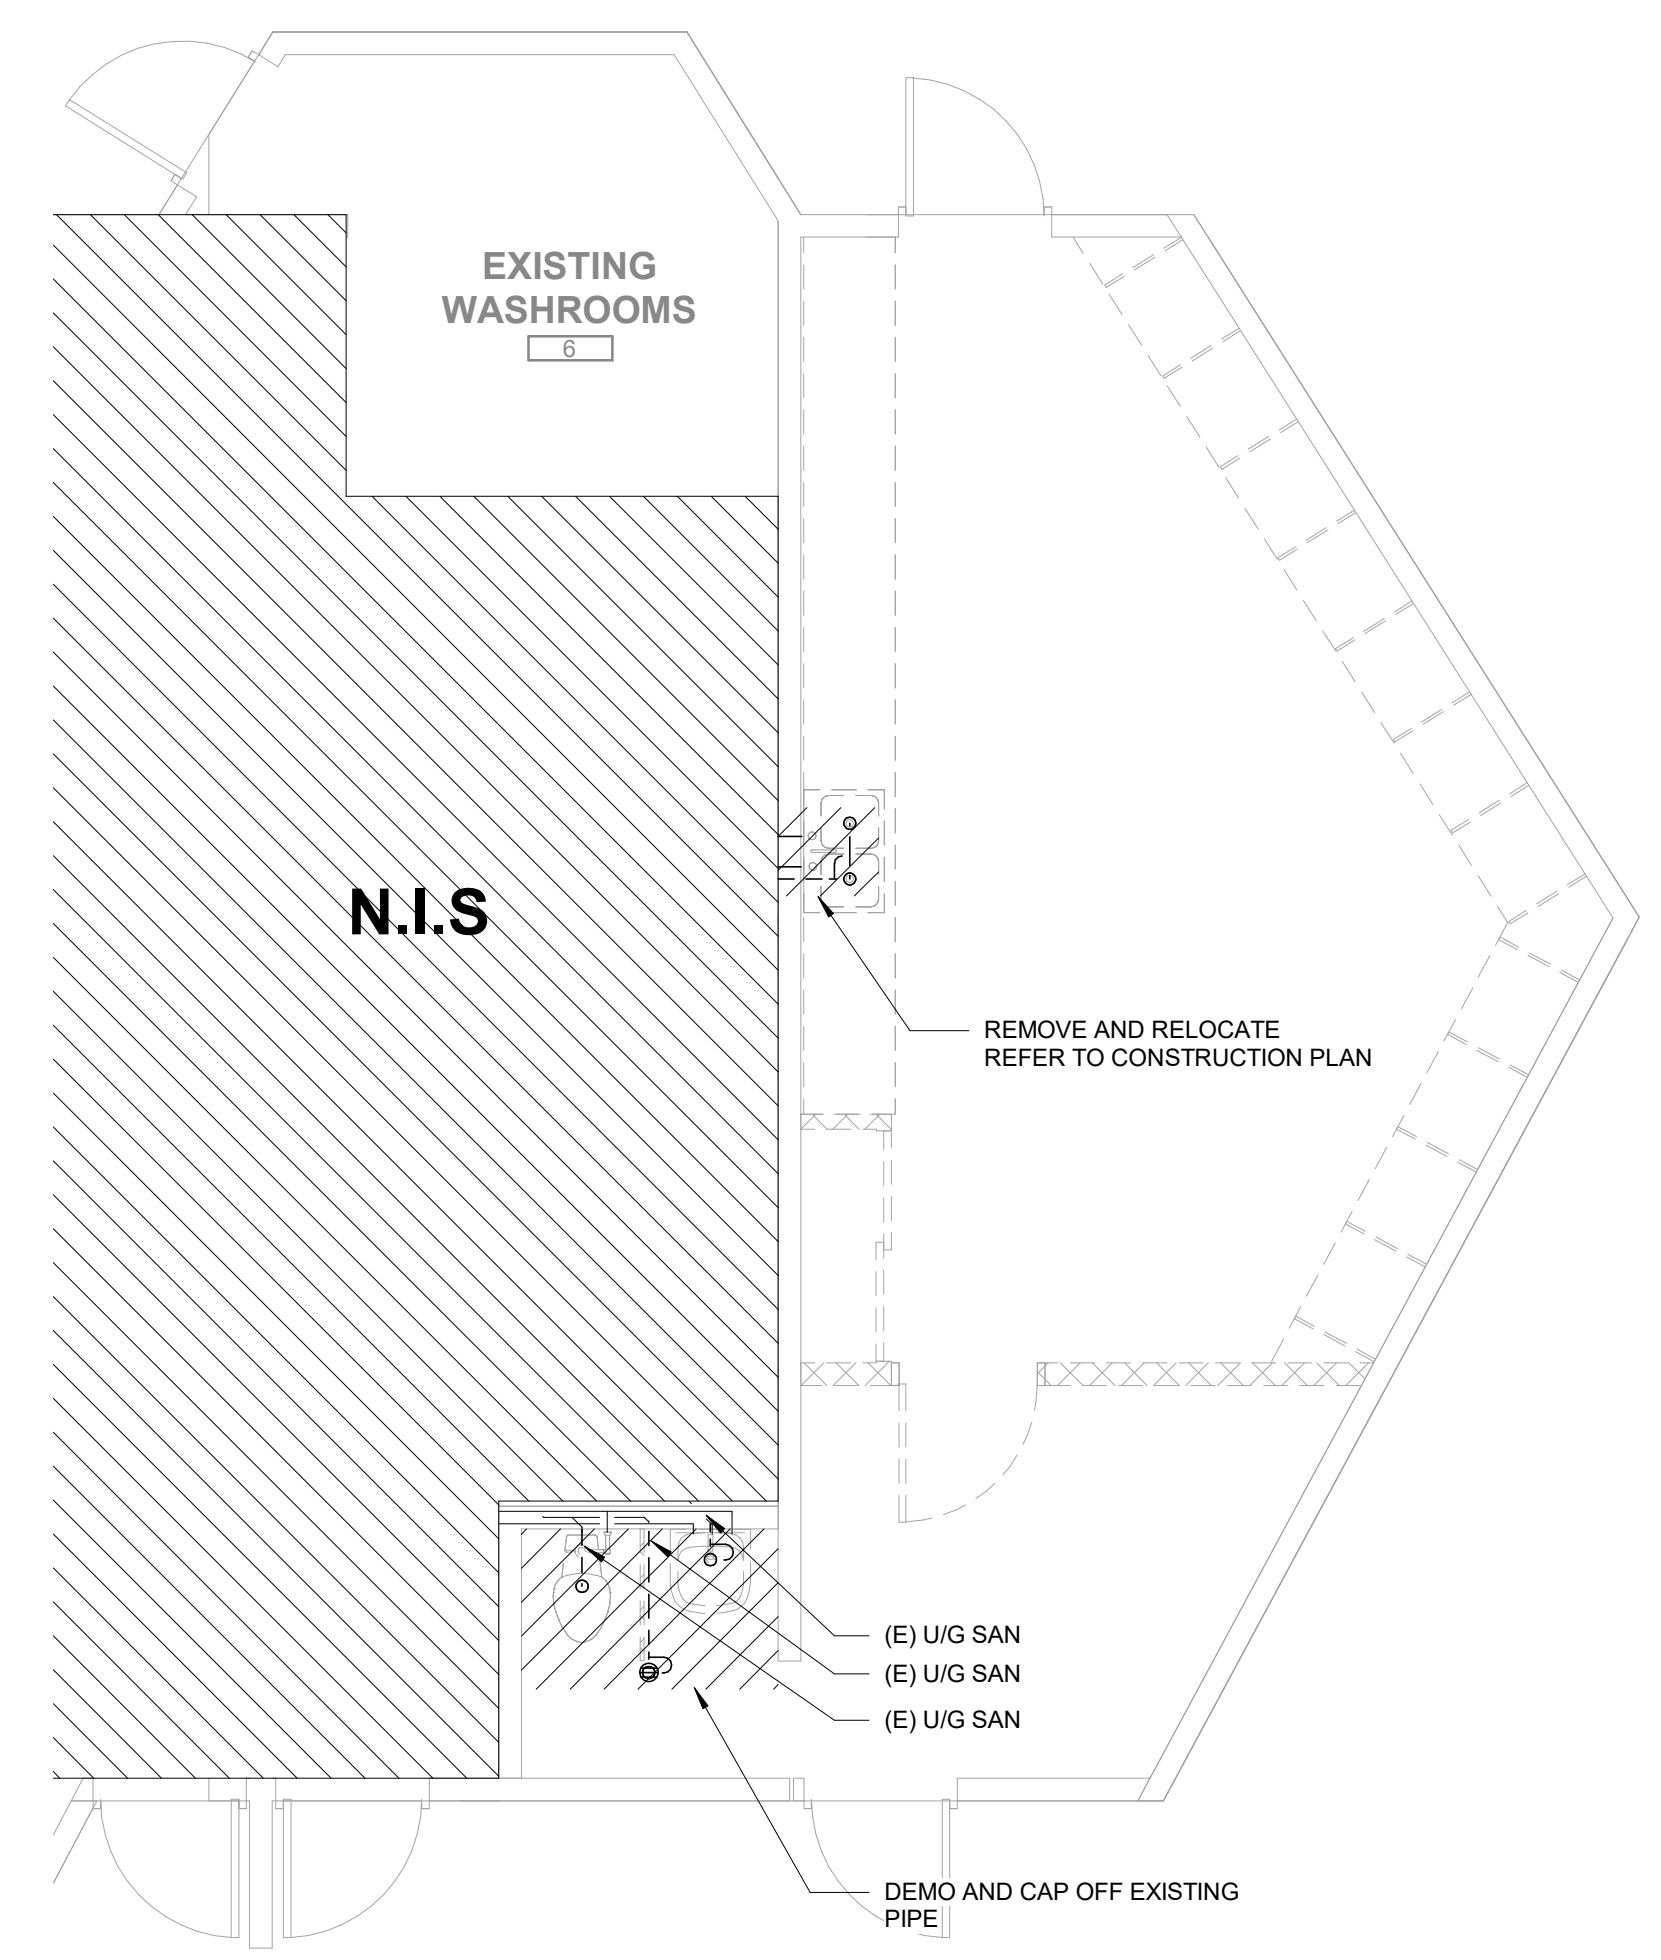 EXISTING
WASHROOMS
6
N.I.S
REMOVE AND RELOCATE
REFER TO CONSTRUCTION PLAN
(E) U/G SAN
(E) U/G SAN
(E) U/G SAN
DEMO AND CAP OFF EXISTING
PIPE